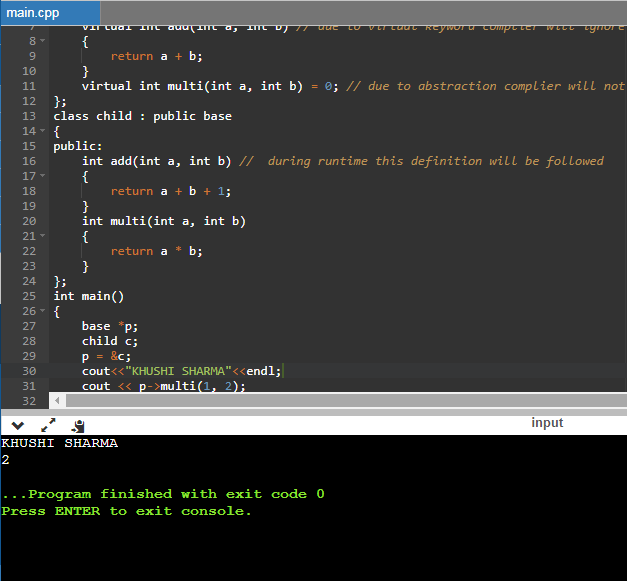 main.cpp
7 virtual int add(int a, int b) // due to virtual keyword complier will ignore
8 {
9 return a + b;
10 }
11 virtual int multi(int a, int b) = 0; // due to abstraction complier will not
12 };
13 class child : public base
14 {
15 public:
16 int add(int a, int b) //  during runtime this definition will be followed
17 {
18 return a + b + 1;
19 }
20 int multi(int a, int b)
21 {
22 return a * b;
23 }
24 };
25 int main()
26 {
27 base *p;
28 child c;
29 p = &c;
30 cout<<"KHUSHI SHARMA"<<endl;
31 cout << p->multi(1, 2);
32
input
KHUSHI SHARMA
2
...Program finished with exit code 0
Press ENTER to exit console.